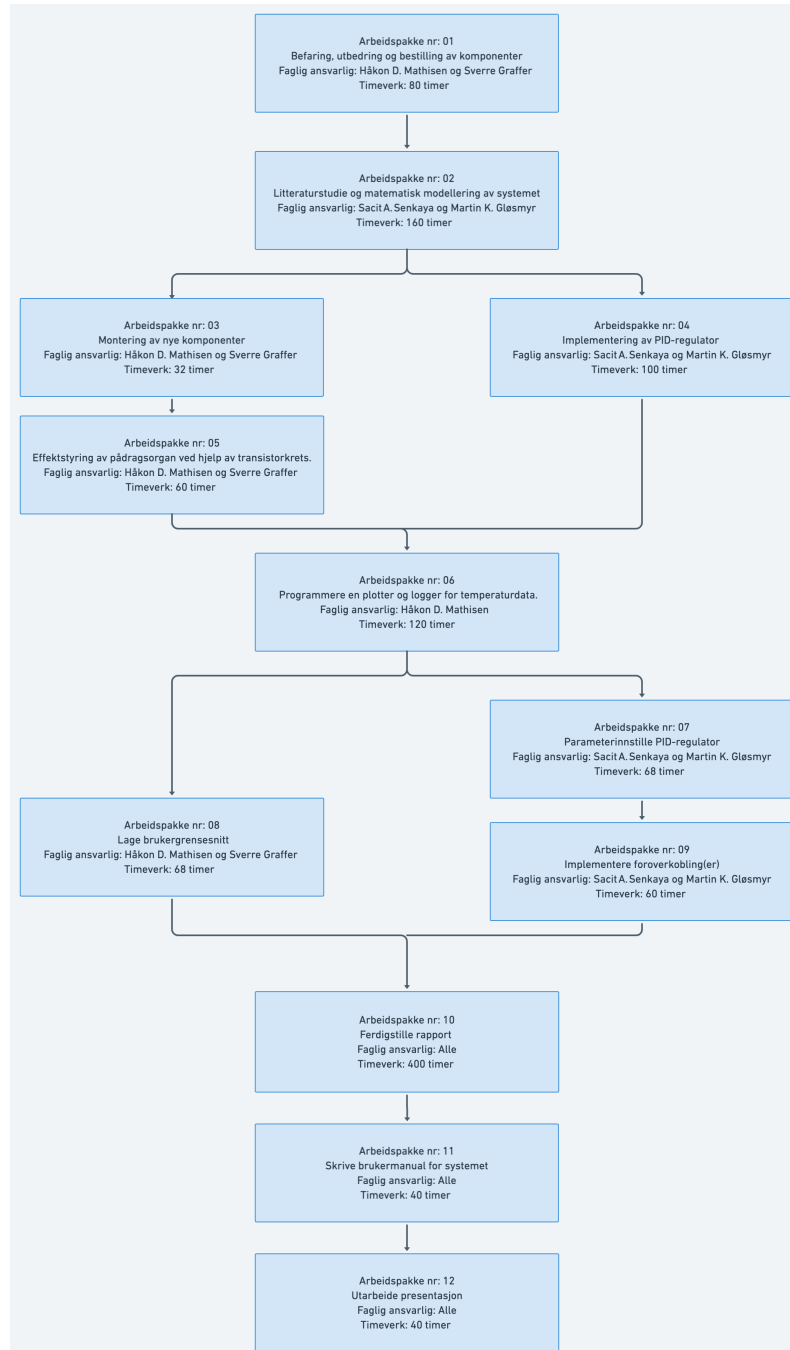 Arbeidspakke nr: 01
Befaring, utbedring og bestilling av komponenter
Faglig ansvarlig: Håkon D. Mathisen og Sverre Graffer
Timeverk: 80 timer
Arbeidspakke nr: 02
Litteraturstudie og matematisk modellering av systemet
Faglig ansvarlig: Sacit A. Senkaya og Martin K. Gløsmyr
Timeverk: 160 timer
Arbeidspakke nr: 03
Montering av nye komponenter
Faglig ansvarlig: Håkon D. Mathisen og Sverre Graffer
Timeverk: 32 timer
Arbeidspakke nr: 04
Implementering av PID-regulator
Faglig ansvarlig: Sacit A. Senkaya og Martin K. Gløsmyr
Timeverk: 100 timer
Arbeidspakke nr: 05
Effektstyring av pådragsorgan ved hjelp av transistorkrets.
Faglig ansvarlig: Håkon D. Mathisen og Sverre Graffer
Timeverk: 60 timer
Arbeidspakke nr: 06
Programmere en plotter og logger for temperaturdata.
Faglig ansvarlig: Håkon D. Mathisen
Timeverk: 120 timer
Arbeidspakke nr: 07
Parameterinnstille PID-regulator
Faglig ansvarlig: Sacit A. Senkaya og Martin K. Gløsmyr
Timeverk: 68 timer
Arbeidspakke nr: 08
Lage brukergrensesnitt
Faglig ansvarlig: Håkon D. Mathisen og Sverre Graffer
Timeverk: 68 timer
Arbeidspakke nr: 09
Implementere foroverkobling(er)
Faglig ansvarlig: Sacit A. Senkaya og Martin K. Gløsmyr
Timeverk: 60 timer
Arbeidspakke nr: 10
Ferdigstille rapport
Faglig ansvarlig: Alle
Timeverk: 400 timer
Arbeidspakke nr: 11
Skrive brukermanual for systemet
Faglig ansvarlig: Alle
Timeverk: 40 timer
Arbeidspakke nr: 12
Utarbeide presentasjon
Faglig ansvarlig: Alle
Timeverk: 40 timer